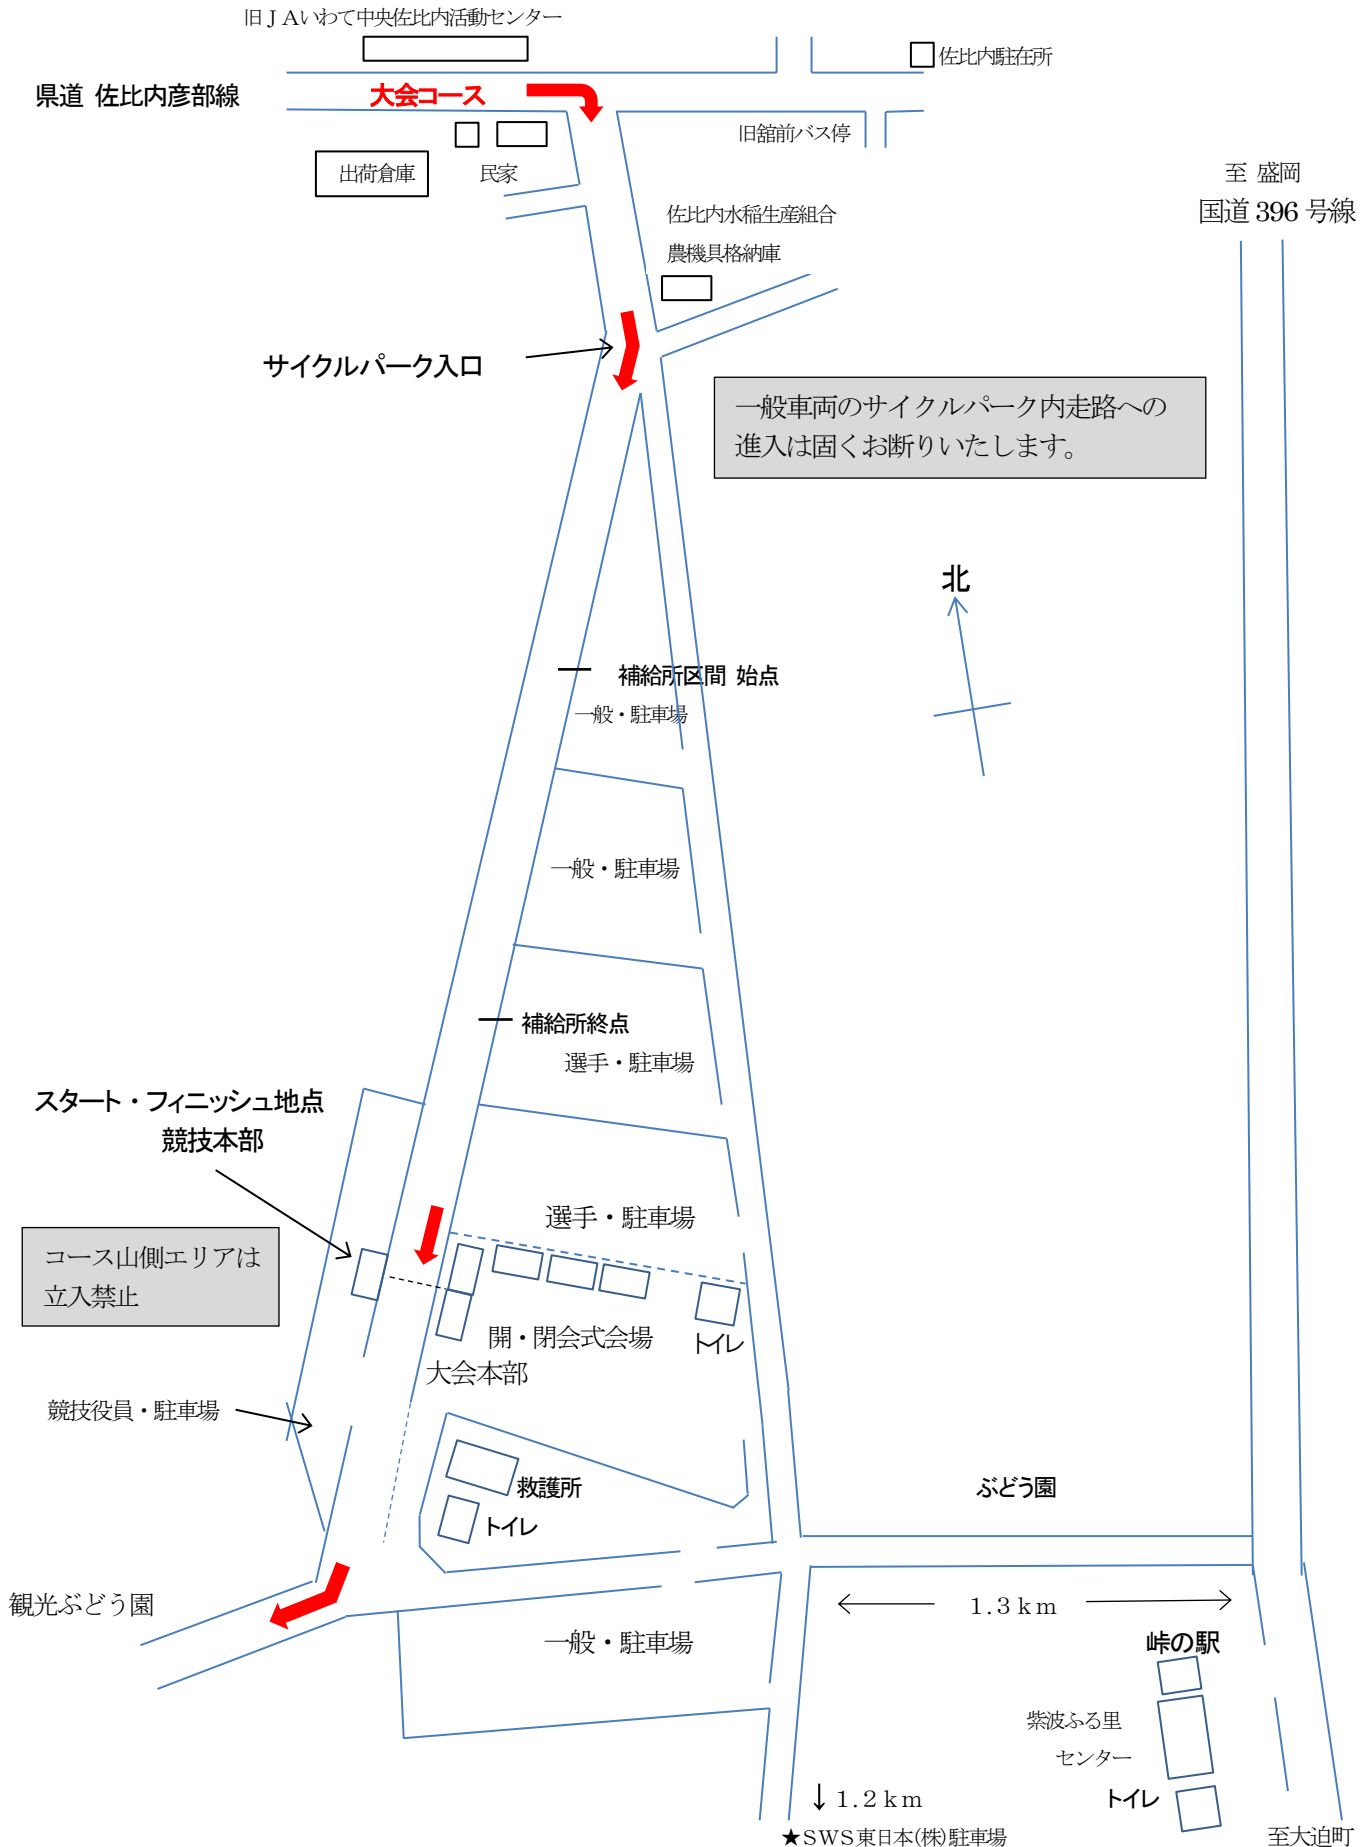 旧ＪＡいわて中央佐比内活動センター
佐比内駐在所
県道 佐比内彦部線
大会コース
旧舘前バス停
出荷倉庫
民家
至 盛岡
国道 396 号線
佐比内水稲生産組合
農機具格納庫
サイクルパーク入口
一般車両のサイクルパーク内走路への
進入は固くお断りいたします。
北
補給所区間 始点
一般・駐車場
一般・駐車場
補給所終点
選手・駐車場
スタート・フィニッシュ地点
競技本部
選手・駐車場
コース山側エリアは
立入禁止
開・閉会式会場
トイレ
大会本部
競技役員・駐車場
救護所
ぶどう園
トイレ
観光ぶどう園
1.3ｋｍ
一般・駐車場
峠の駅
紫波ふる里
センター
トイレ
↓ 1.2ｋｍ
★ＳＷＳ東日本(株)駐車場
至大迫町